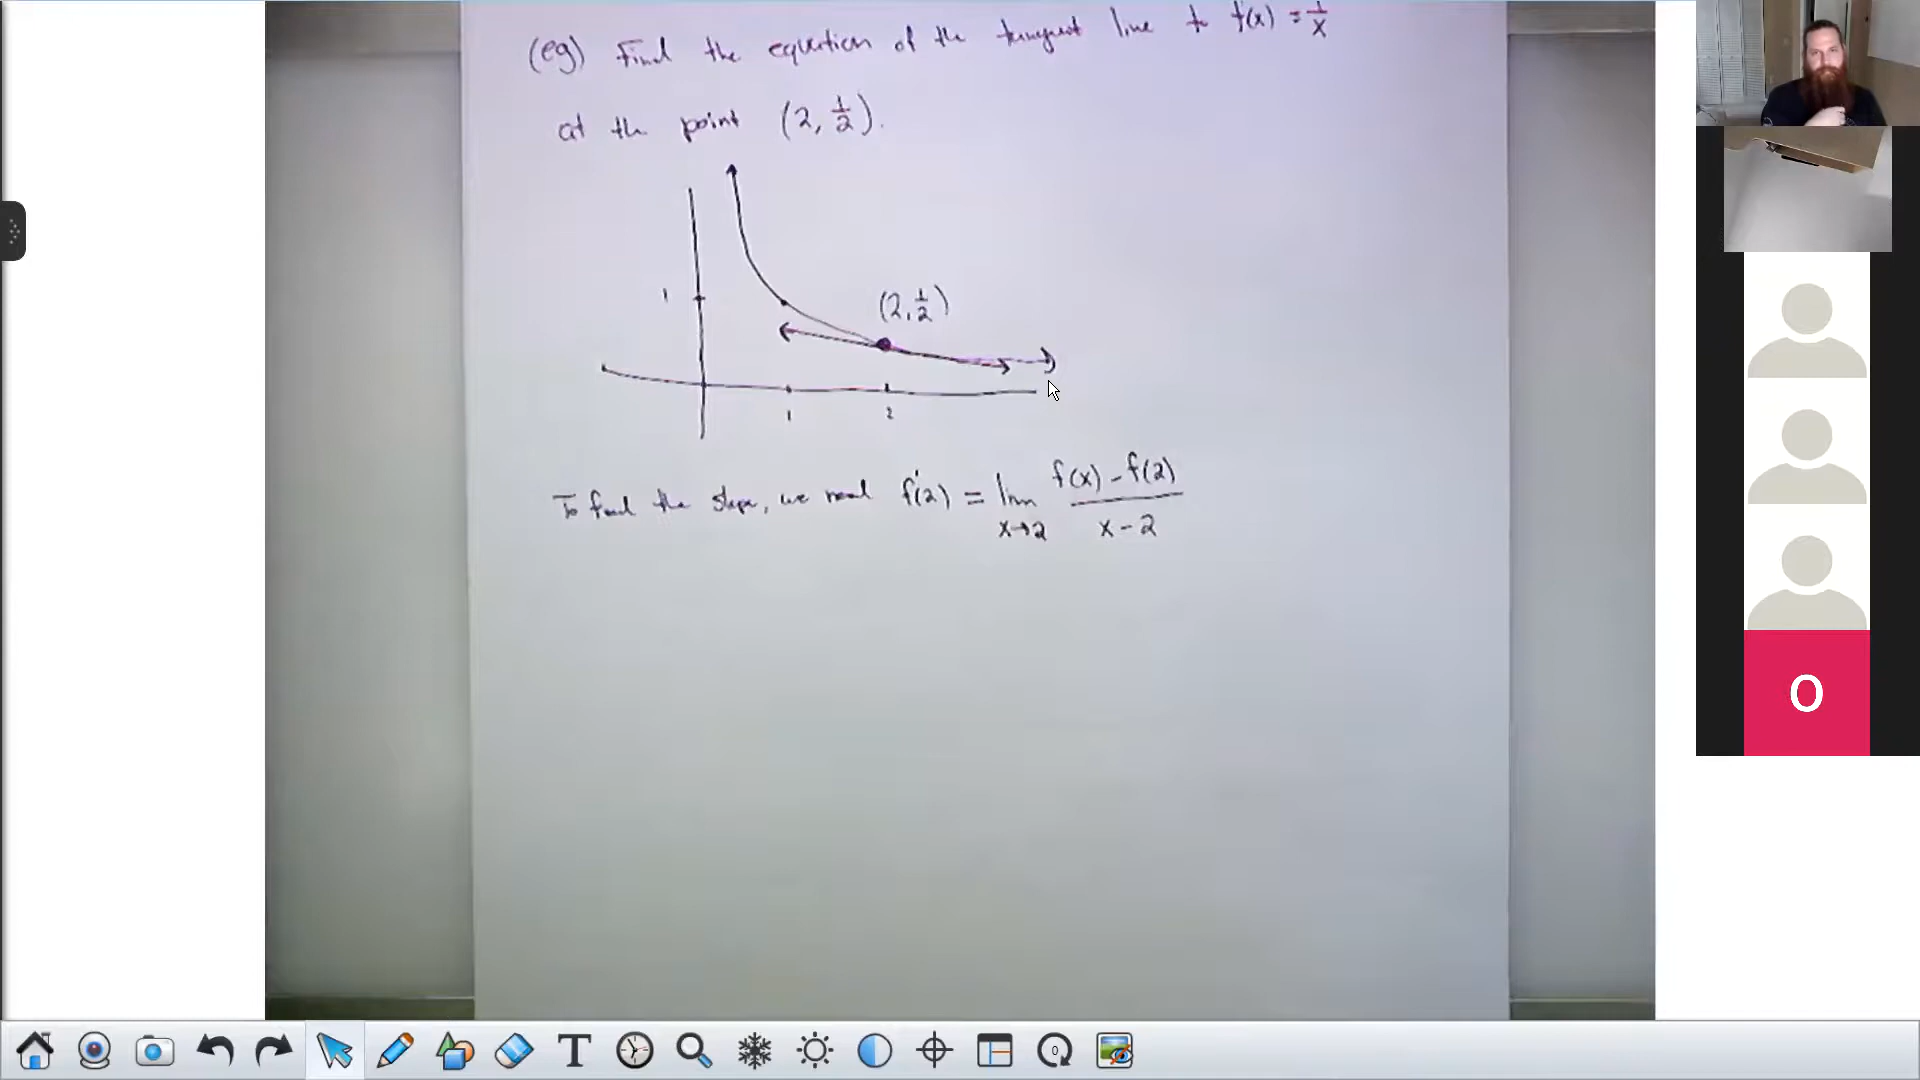 (eg) Find the equation of the tangent line to f(x) = 1/x
at the point (2, 1/2).
(2, 1/2)
1
1 2
To find the slope, we need f'(2) = lim x→2 (f(x) - f(2))/(x - 2)
O
T
0